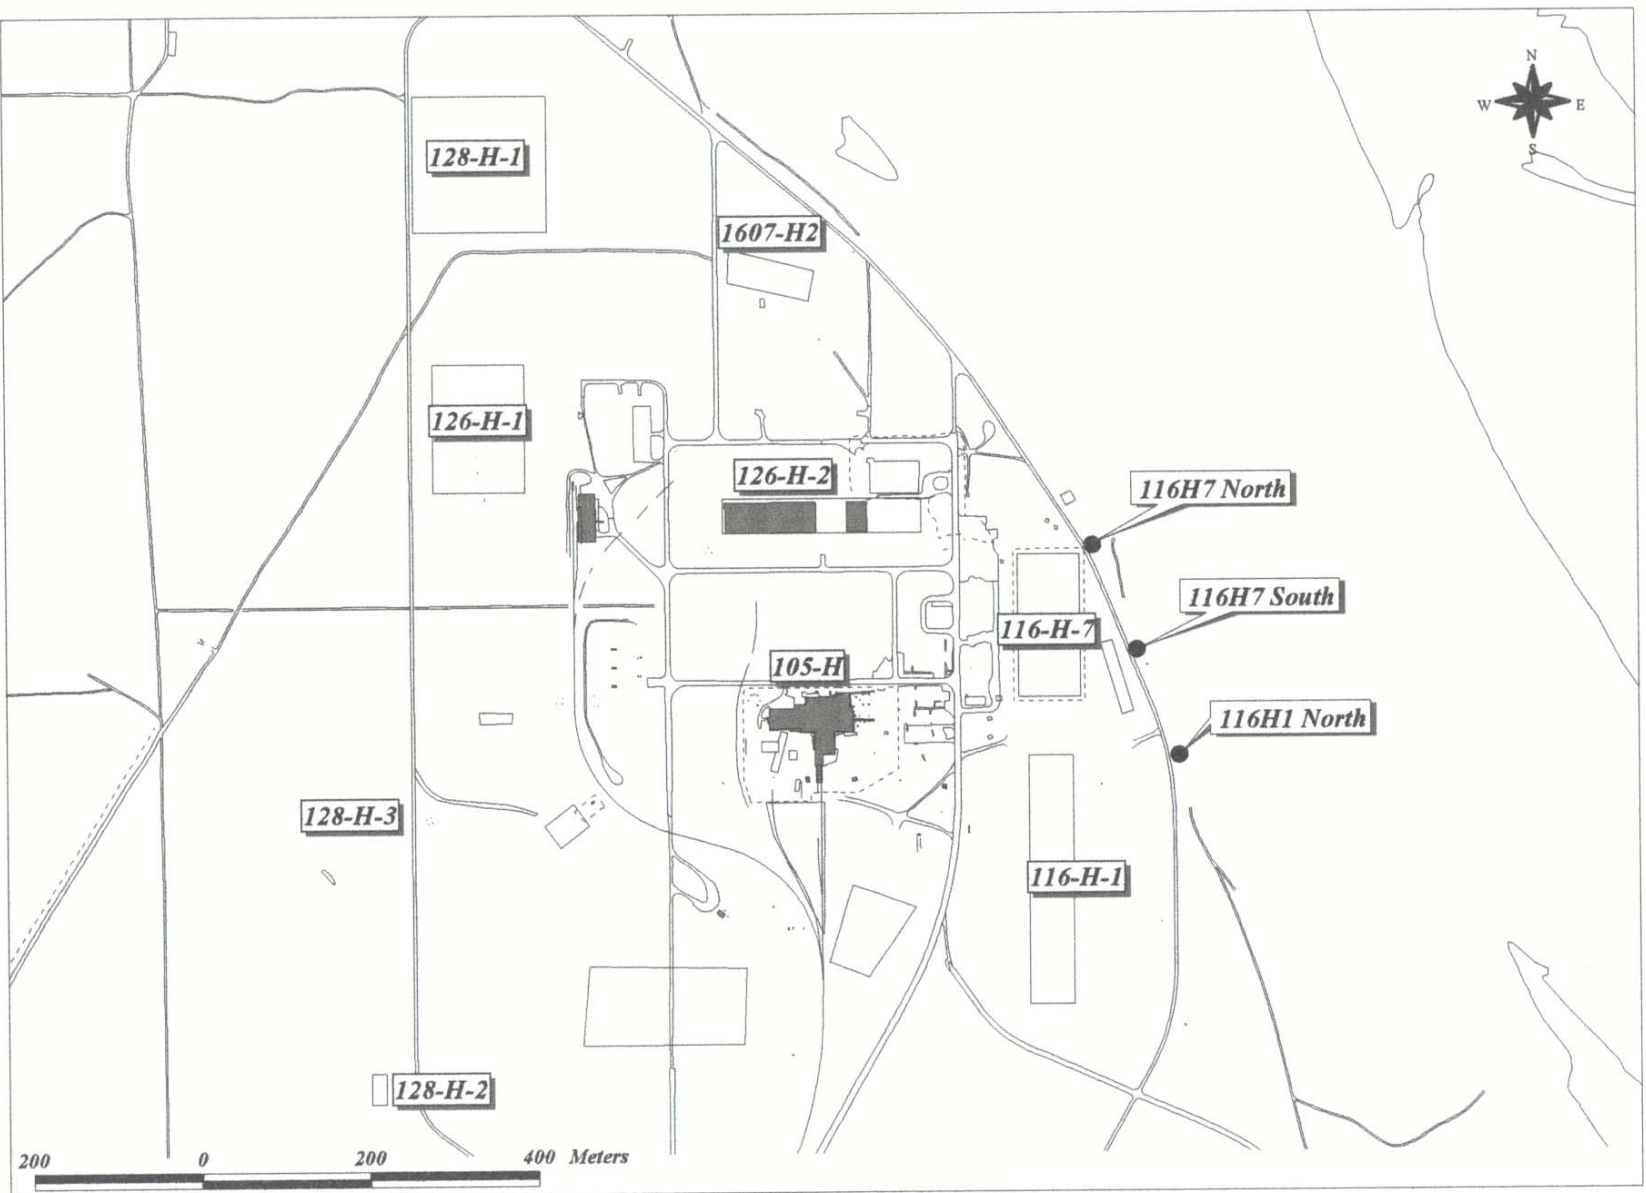 N
W E
S
128-H-1
1607-H2
126-H-1
126-H-2
116H7 North
116H7 South
116-H-7
105-H
116H1 North
128-H-3
116-H-1
128-H-2
200 0 200 400 Meters